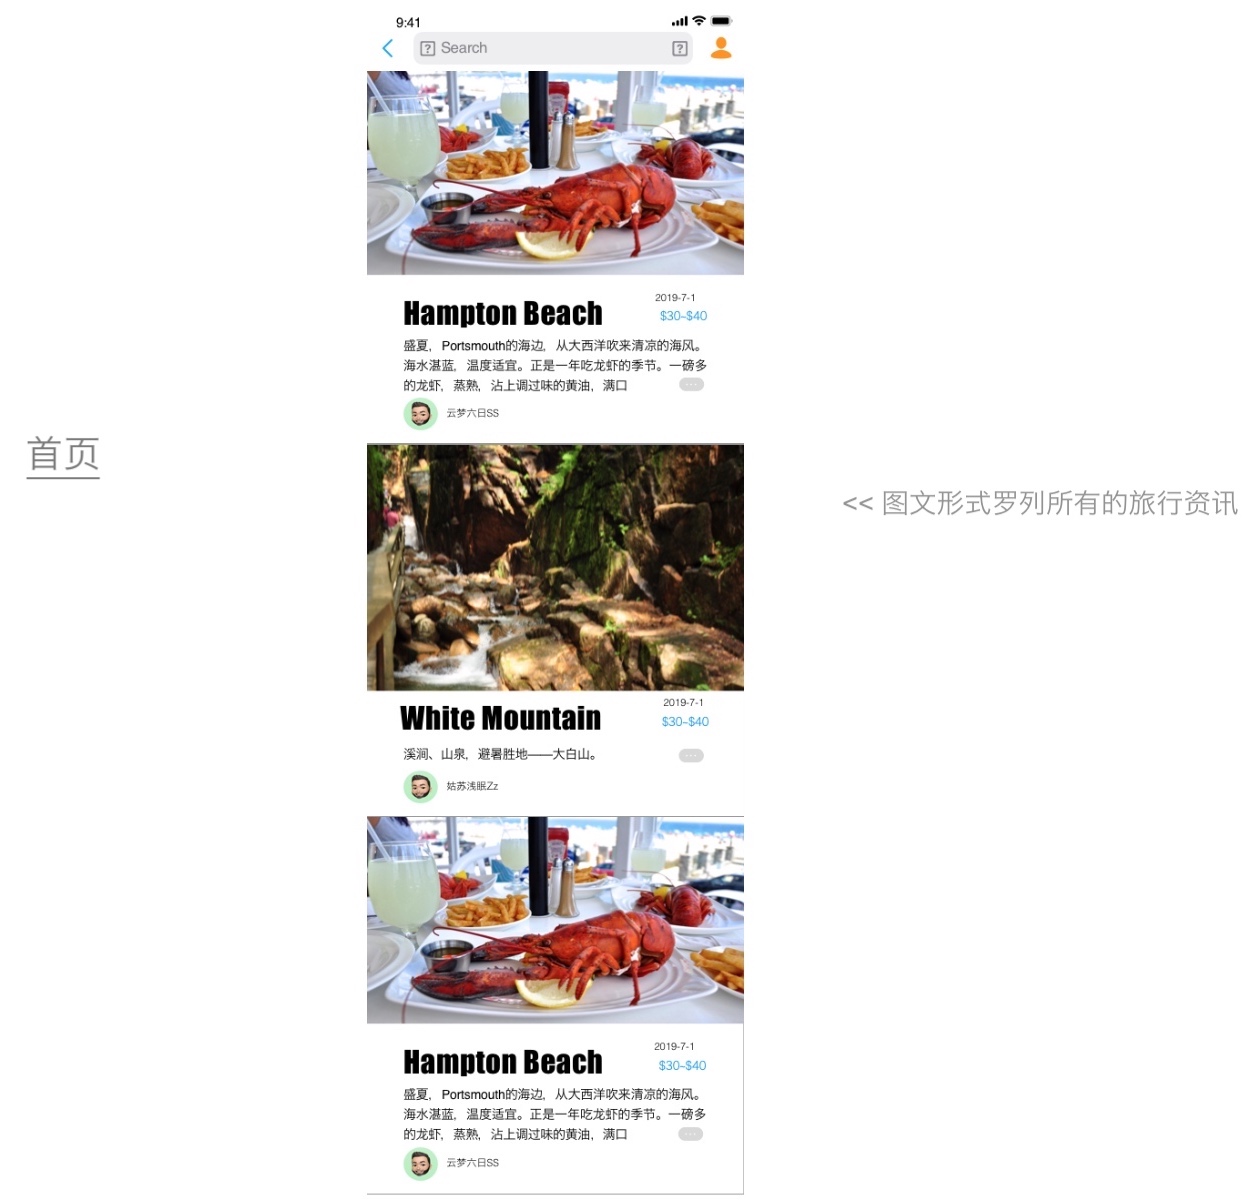 9:41
Search
Hampton Beach
2019-7-1
$30~$40
盛夏，Portsmouth的海边，从大西洋吹来清凉的海风。
海水湛蓝，温度适宜。正是一年吃龙虾的季节。一磅多
的龙虾，蒸熟，沾上调过味的黄油，满口
云梦六日SS
首页
<< 图文形式罗列所有的旅行资讯
White Mountain
2019-7-1
$30~$40
溪涧、山泉，避暑胜地——大白山。
姑苏浅眠Zz
Hampton Beach
2019-7-1
$30~$40
盛夏，Portsmouth的海边，从大西洋吹来清凉的海风。
海水湛蓝，温度适宜。正是一年吃龙虾的季节。一磅多
的龙虾，蒸熟，沾上调过味的黄油，满口
云梦六日SS